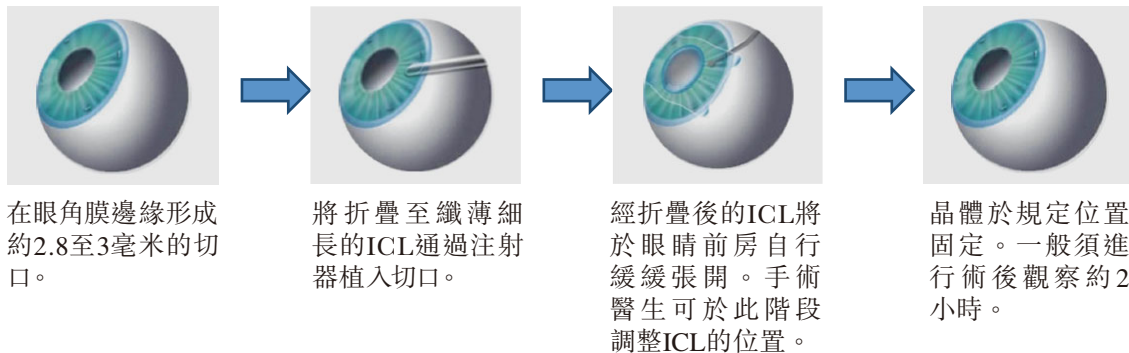 在眼角膜邊緣形成
約2.8至3毫米的切
口。
將折疊至纖薄細
長的ICL通過注射
器植入切口。
經折疊後的ICL將
於眼睛前房自行
緩緩張開。手術
醫生可於此階段
調整ICL的位置。
晶體於規定位置
固定。一般須進
行術後觀察約2
小時。